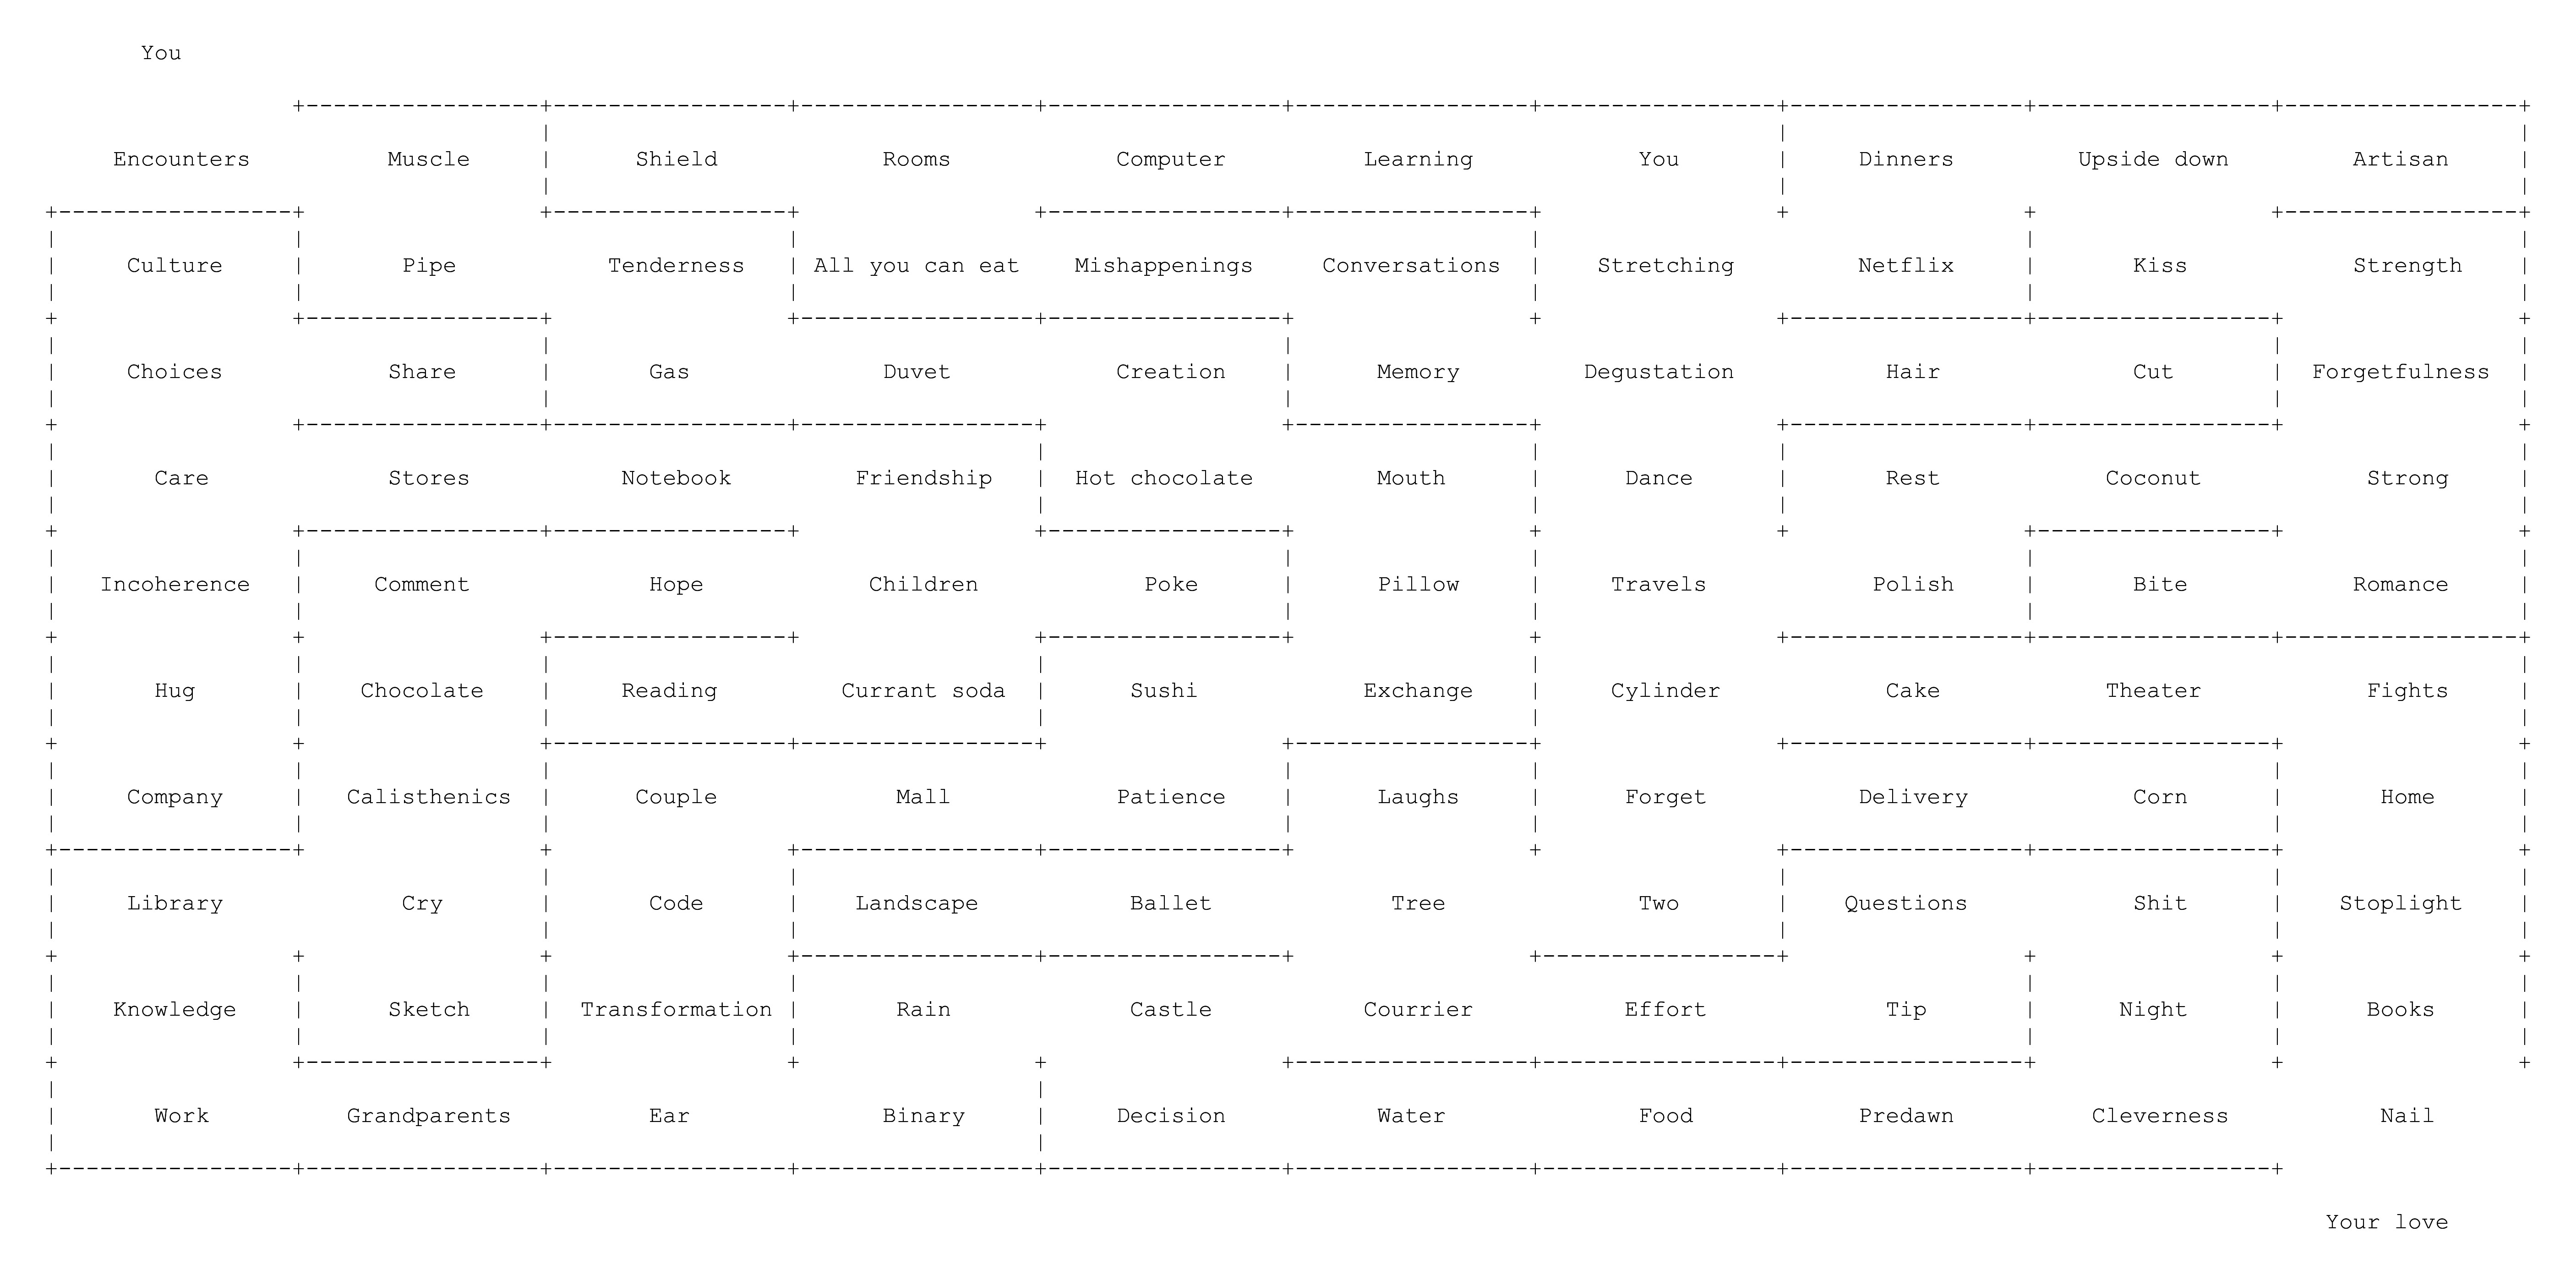 You
Encounters Muscle Shield Rooms Computer Learning You Dinners Upside down Artisan
Culture Pipe Tenderness All you can eat Mishappenings Conversations Stretching Netflix Kiss Strength
Choices Share Gas Duvet Creation Memory Degustation Hair Cut Forgetfulness
Care Stores Notebook Friendship Hot chocolate Mouth Dance Rest Coconut Strong
Incoherence Comment Hope Children Poke Pillow Travels Polish Bite Romance
Hug Chocolate Reading Currant soda Sushi Exchange Cylinder Cake Theater Fights
Company Calisthenics Couple Mall Patience Laughs Forget Delivery Corn Home
Library Cry Code Landscape Ballet Tree Two Questions Shit Stoplight
Knowledge Sketch Transformation Rain Castle Courrier Effort Tip Night Books
Work Grandparents Ear Binary Decision Water Food Predawn Cleverness Nail
Your love